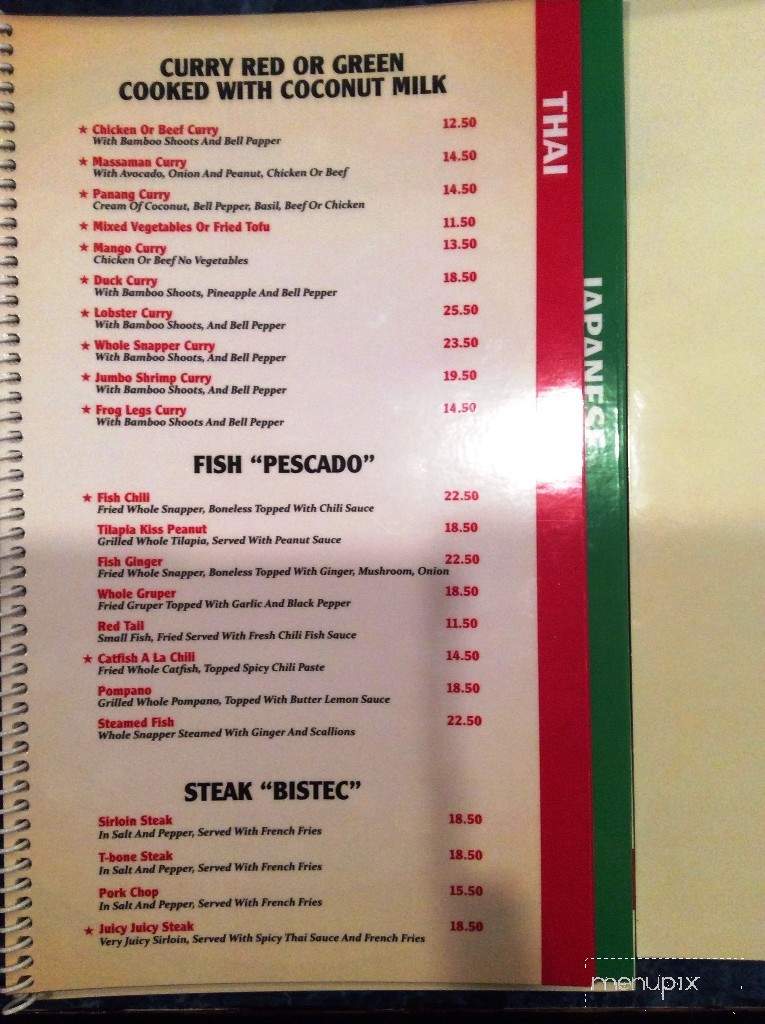 CURRY RED OR GREEN
COOKED WITH COCONUT MILK
★ Chicken Or Beef Curry 12.50
With Bamboo Shoots And Bell Papper
★ Massaman Curry 14.50
With Avocado, Onion And Peanut, Chicken Or Beef
★ Panang Curry 14.50
Cream Of Coconut, Bell Pepper, Basil, Beef Or Chicken
★ Mixed Vegetables Or Fried Tofu 11.50
★ Mango Curry 13.50
Chicken Or Beef No Vegetables
★ Duck Curry 18.50
With Bamboo Shoots, Pineapple And Bell Pepper
★ Lobster Curry 25.50
With Bamboo Shoots, And Bell Pepper
★ Whole Snapper Curry 23.50
With Bamboo Shoots, And Bell Pepper
★ Jumbo Shrimp Curry 19.50
With Bamboo Shoots, And Bell Pepper
★ Frog Legs Curry 14.50
With Bamboo Shoots And Bell Pepper
FISH “PESCADO”
★ Fish Chili 22.50
Fried Whole Snapper, Boneless Topped With Chili Sauce
Tilapia Kiss Peanut 18.50
Grilled Whole Tilapia, Served With Peanut Sauce
Fish Ginger 22.50
Fried Whole Snapper, Boneless Topped With Ginger, Mushroom, Onion
Whole Gruper 18.50
Fried Gruper Topped With Garlic And Black Pepper
Red Tail 11.50
Small Fish, Fried Served With Fresh Chili Fish Sauce
★ Catfish A La Chili 14.50
Fried Whole Catfish, Topped Spicy Chili Paste
Pompano 18.50
Grilled Whole Pompano, Topped With Butter Lemon Sauce
Steamed Fish 22.50
Whole Snapper Steamed With Ginger And Scallions
STEAK “BISTEC”
Sirloin Steak 18.50
In Salt And Pepper, Served With French Fries
T-bone Steak 18.50
In Salt And Pepper, Served With French Fries
Pork Chop 15.50
In Salt And Pepper, Served With French Fries
★ Juicy Juicy Steak 18.50
Very Juicy Sirloin, Served With Spicy Thai Sauce And French Fries
THAI
JAPANESE
menupix